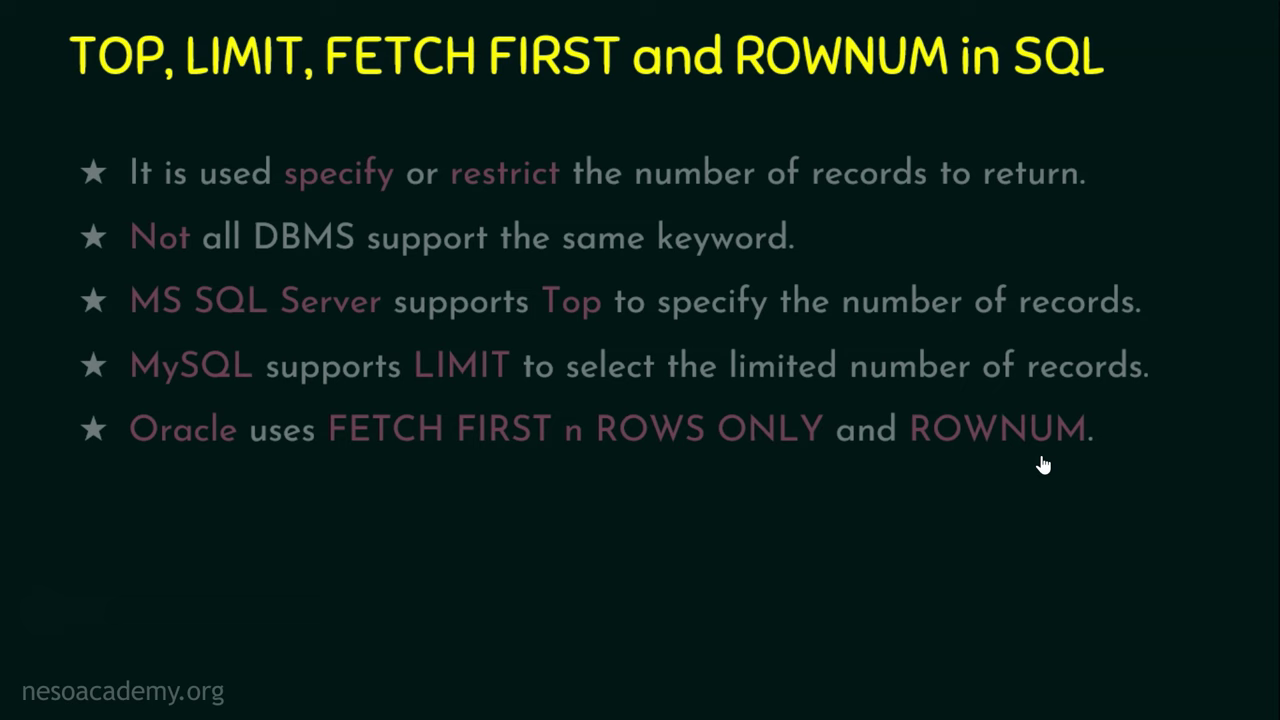 TOP, LIMIT, FETCH FIRST and ROWNUM in SQL
★ It is used specify or restrict the number of records to return.
★ Not all DBMS support the same keyword.
★ MS SQL Server supports Top to specify the number of records.
★ MySQL supports LIMIT to select the limited number of records.
★ Oracle uses FETCH FIRST n ROWS ONLY and ROWNUM.
nesoacademy.org